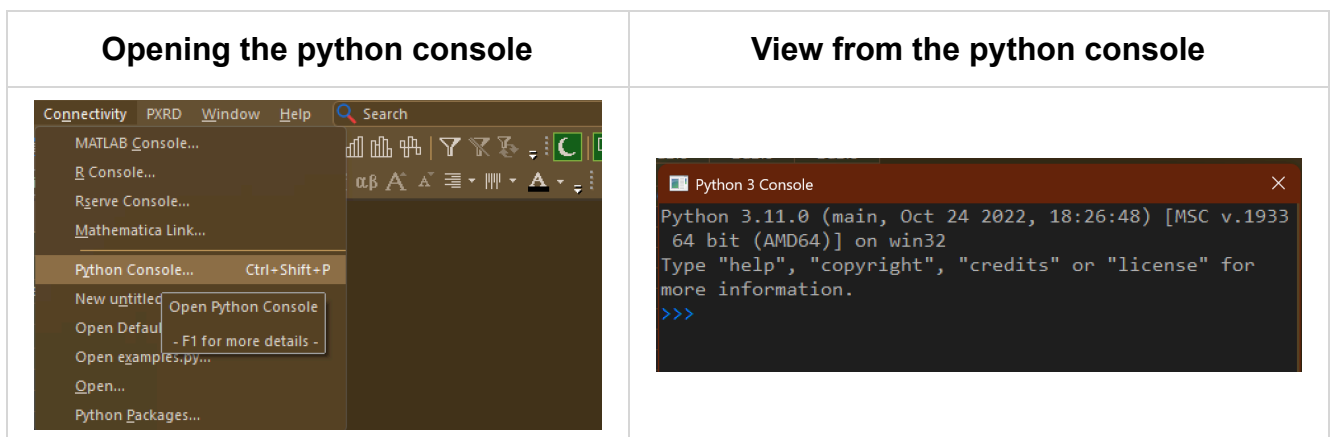 Opening the python console
View from the python console
Connectivity PXRD Window Help Search
MATLAB Console...
R Console...
Rserve Console...
Mathematica Link...
αβ A A A
Python Console... Ctrl+Shift+P
New untitled
Open Python Console
Open Defaul
- F1 for more details -
Open examples.py...
Open...
Python Packages...
Python 3 Console
Python 3.11.0 (main, Oct 24 2022, 18:26:48) [MSC v.1933
64 bit (AMD64)] on win32
Type "help", "copyright", "credits" or "license" for
more information.
>>>